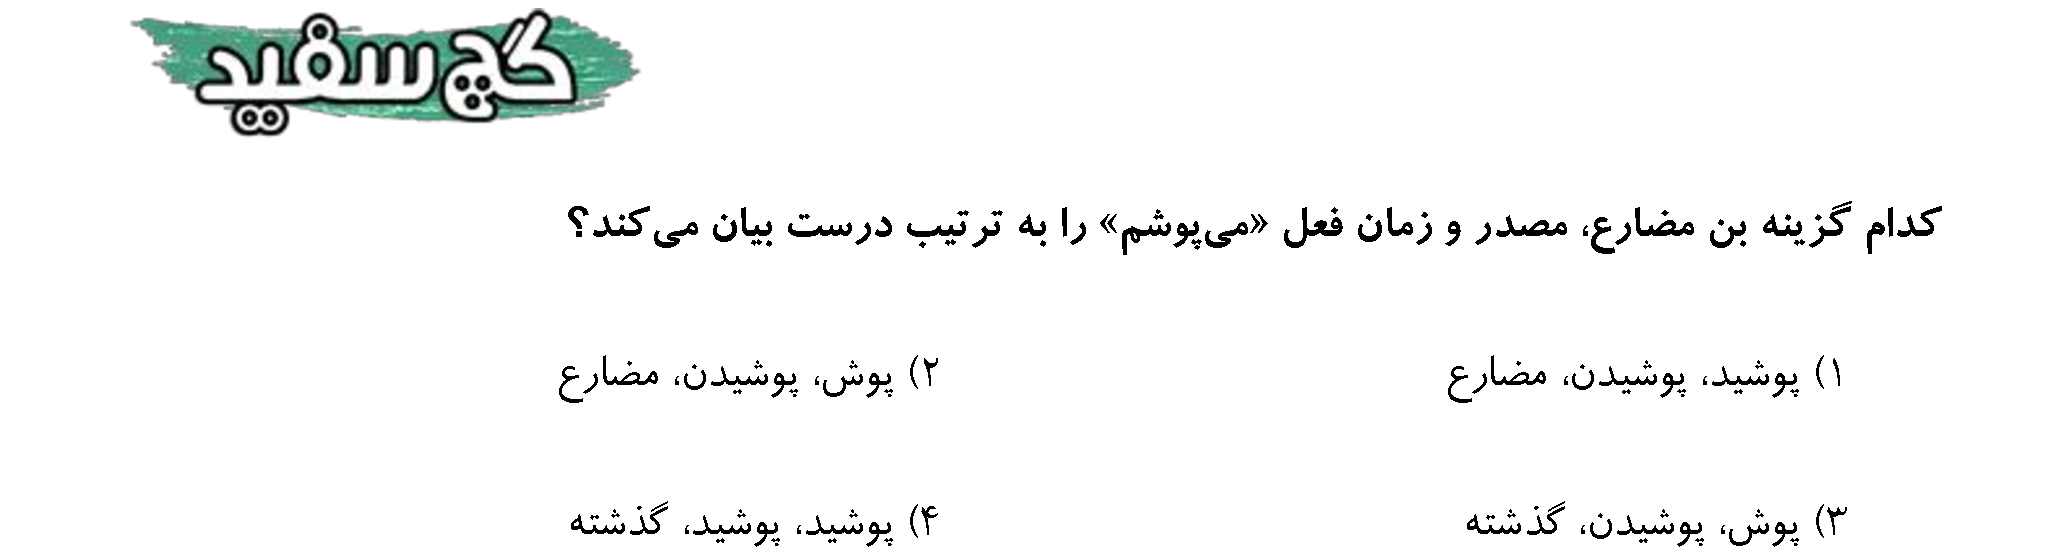 گچ سفید
کدام گزینه بن مضارع، مصدر و زمان فعل «می‌پوشم» را به ترتیب درست بیان می‌کند؟
۱) پوشید، پوشیدن، مضارع
۲) پوش، پوشیدن، مضارع
۳) پوش، پوشیدن، گذشته
۴) پوشید، پوشید، گذشته